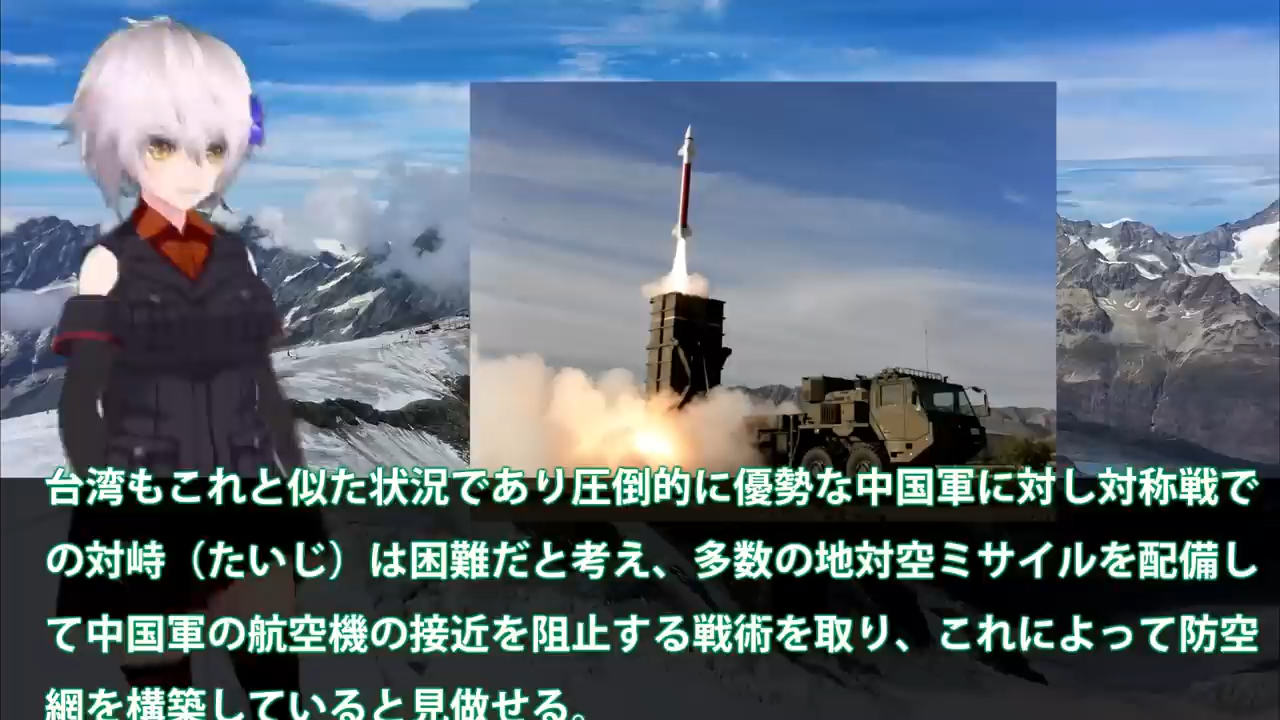 台湾もこれと似た状況であり圧倒的に優勢な中国軍に対し対称戦で
の対峙（たいじ）は困難だと考え、多数の地対空ミサイルを配備し
て中国軍の航空機の接近を阻止する戦術を取り、これによって防空
網を構築していると見做せる。